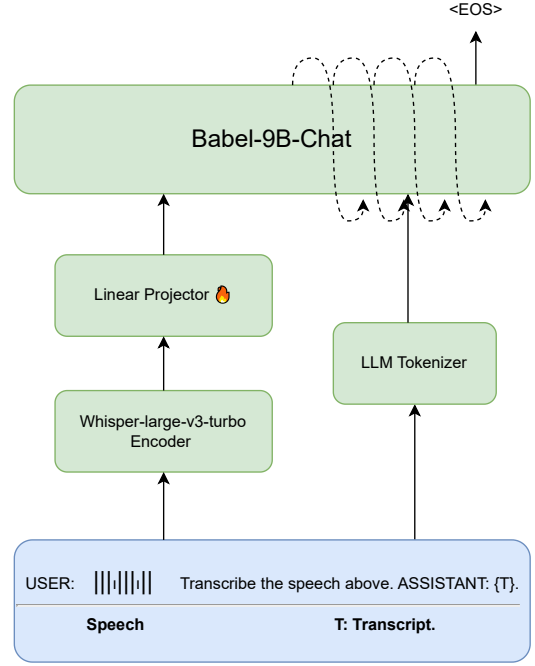 <EOS>
Babel-9B-Chat
Linear Projector 🔥
LLM Tokenizer
Whisper-large-v3-turbo
Encoder
USER: Transcribe the speech above. ASSISTANT: {T}.
Speech T: Transcript.